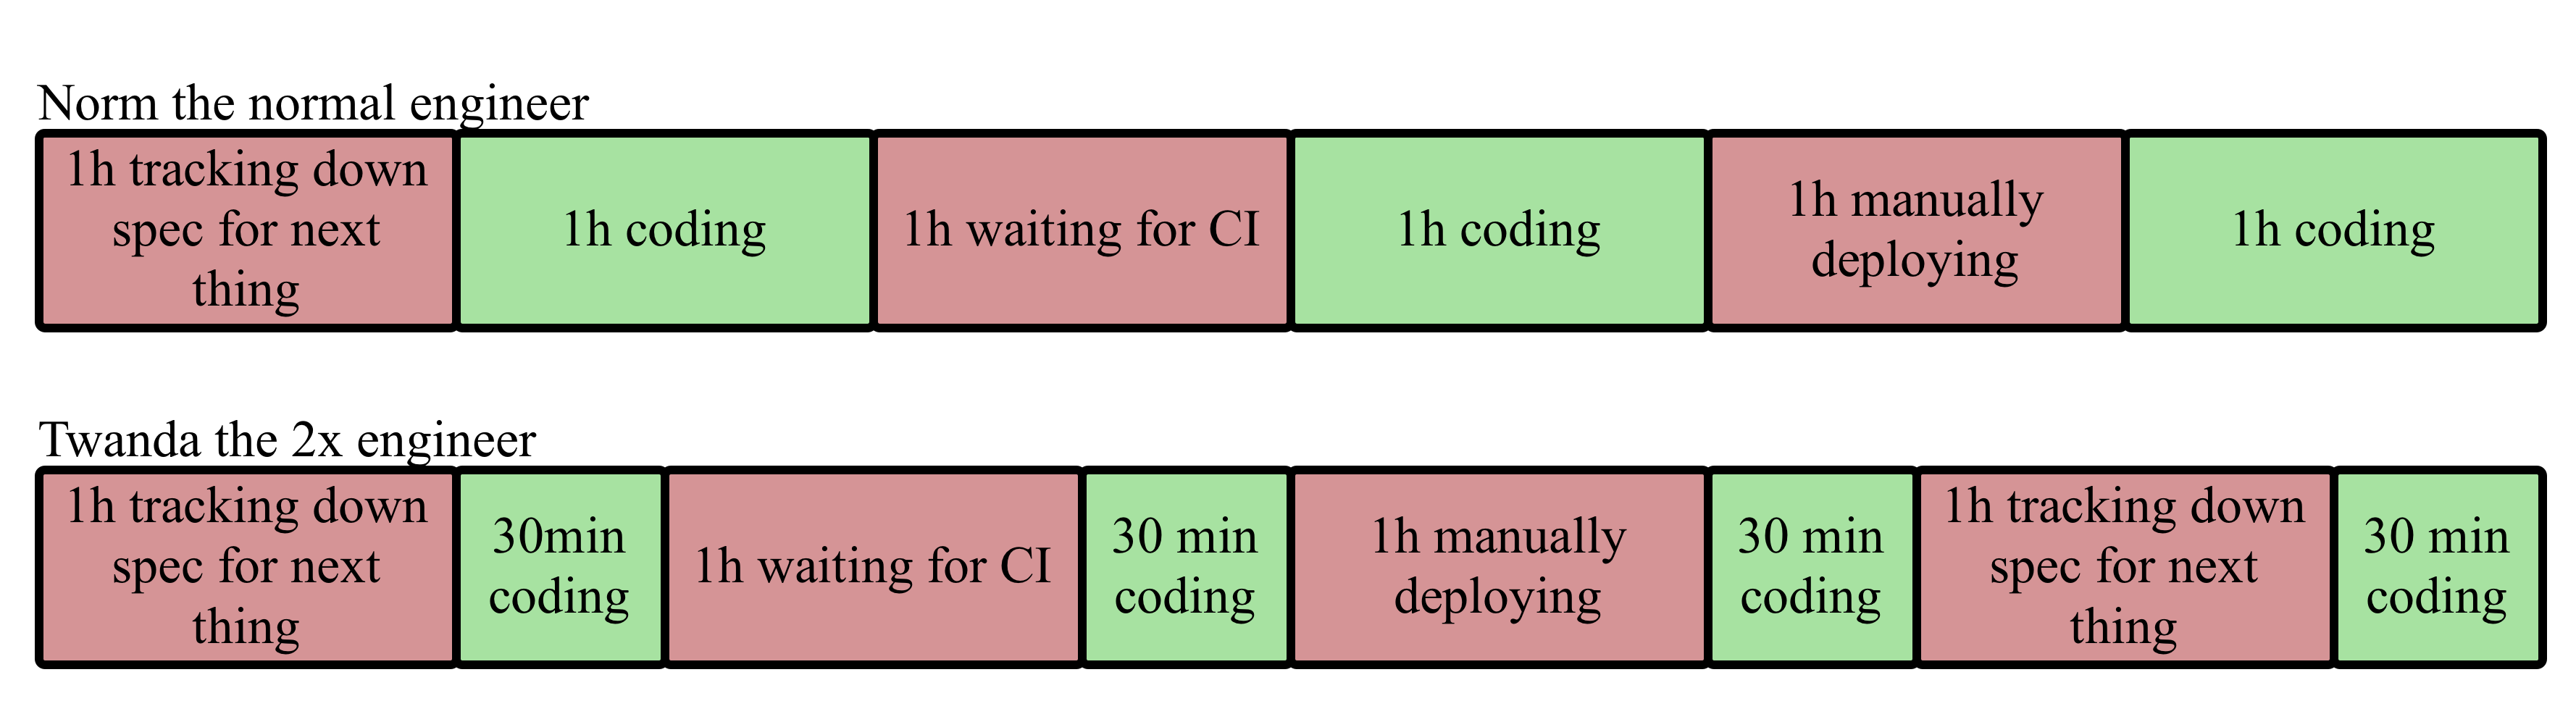 Norm the normal engineer
1h tracking down
spec for next
thing
1h coding
1h waiting for CI
1h coding
1h manually
deploying
1h coding
Twanda the 2x engineer
1h tracking down
spec for next
thing
30min
coding
1h waiting for CI
30 min
coding
1h manually
deploying
30 min
coding
1h tracking down
spec for next
thing
30 min
coding